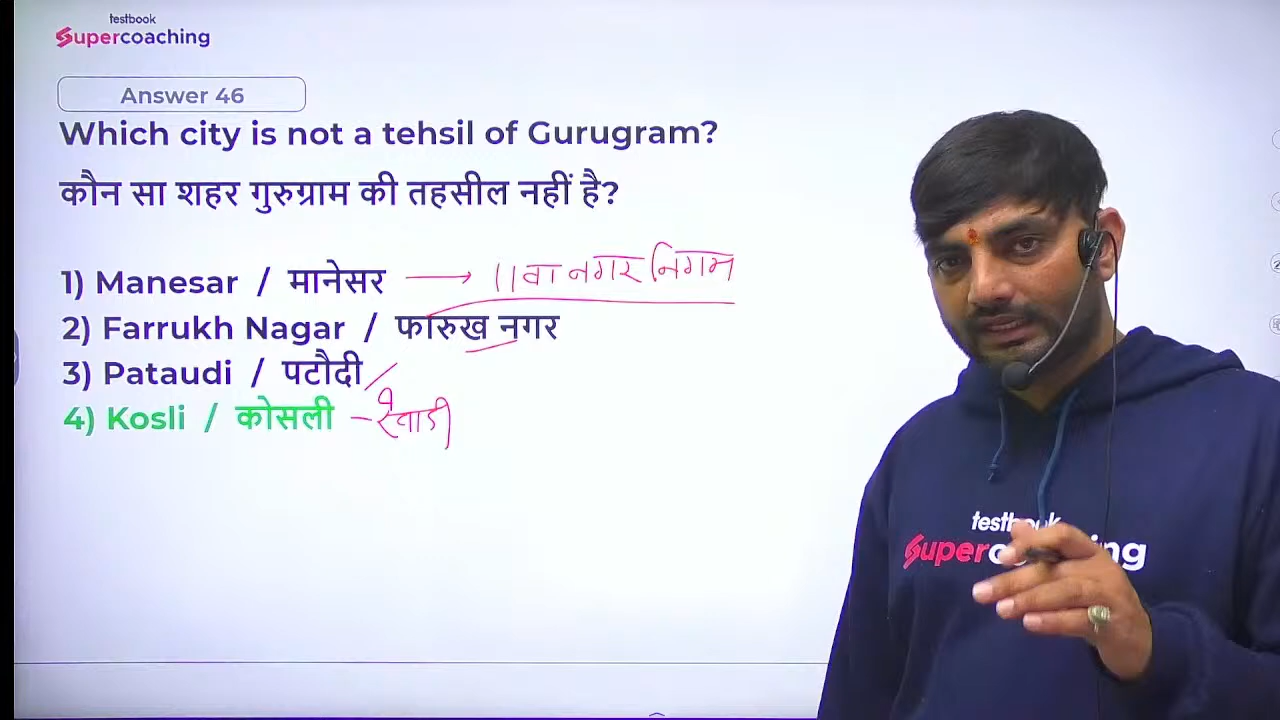 testbook
Supercoaching
Answer 46
Which city is not a tehsil of Gurugram?
कौन सा शहर गुरुग्राम की तहसील नहीं है?
1) Manesar / मानेसर → 11वा नगर निगम
2) Farrukh Nagar / फारुख नगर
3) Pataudi / पटौदी
4) Kosli / कोसली - रेवाडी
testbook
Supercoaching